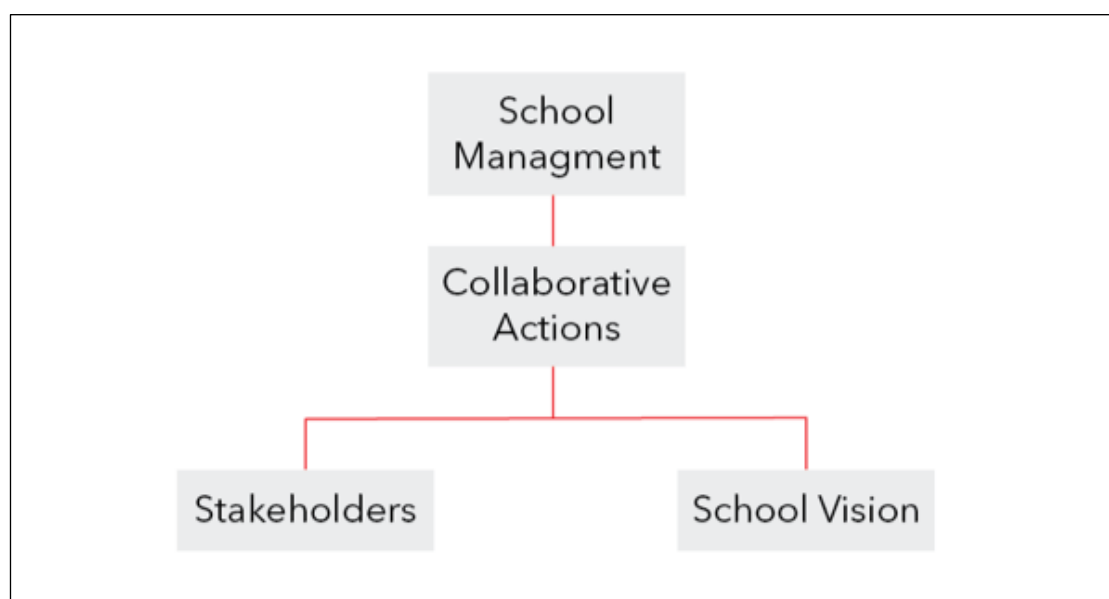 School
Managment
Collaborative
Actions
Stakeholders
School Vision